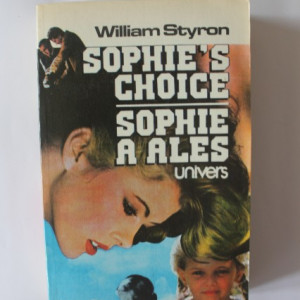 William Styron
SOPHIE'S
CHOICE
SOPHIE
A ALES
univers